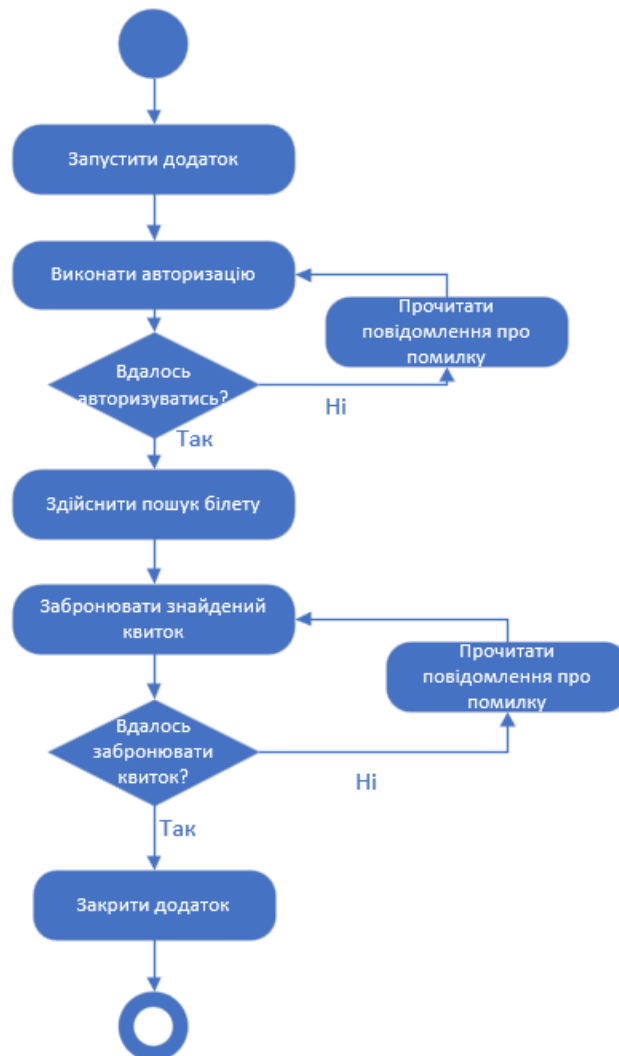 Запустити додаток
Виконати авторизацію
Прочитати
повідомлення про
помилку
Вдалось
авторизуватись?
Ні
Так
Здійснити пошук білету
Забронювати знайдений
квиток
Прочитати
повідомлення про
помилку
Вдалось
забронювати
квиток?
Ні
Так
Закрити додаток